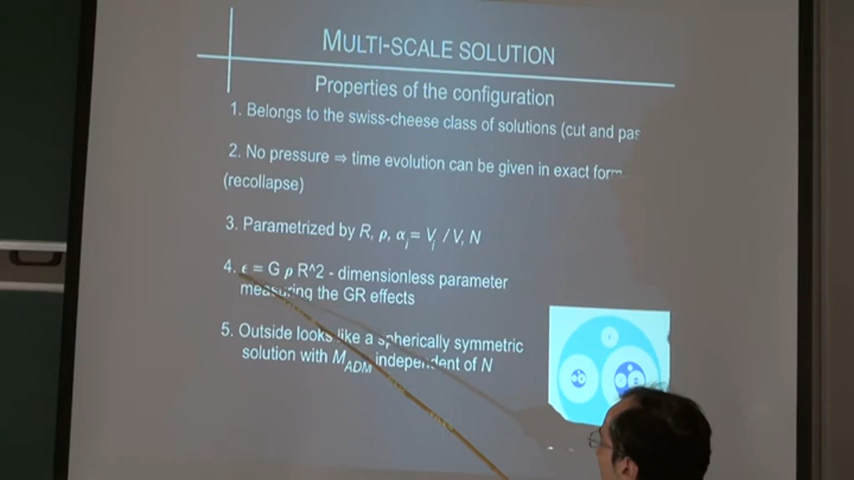 MULTI-SCALE SOLUTION
Properties of the configuration
1. Belongs to the swiss-cheese class of solutions (cut and pas
2. No pressure ⇒ time evolution can be given in exact form
(recollapse)
3. Parametrized by R, ρ, αᵢ = Vᵢ / V, N
4. ϵ = G ρ R^2 - dimensionless parameter
measuring the GR effects
5. Outside looks like a spherically symmetric
solution with M_ADM independent of N